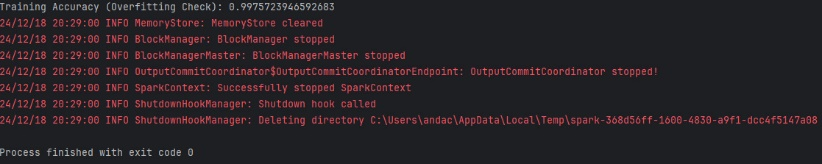 Training Accuracy (Overfitting Check): 0.9975723946592683
24/12/18 20:29:00 INFO MemoryStore: MemoryStore cleared
24/12/18 20:29:00 INFO BlockManager: BlockManager stopped
24/12/18 20:29:00 INFO BlockManagerMaster: BlockManagerMaster stopped
24/12/18 20:29:00 INFO OutputCommitCoordinator$OutputCommitCoordinatorEndpoint: OutputCommitCoordinator stopped!
24/12/18 20:29:00 INFO SparkContext: Successfully stopped SparkContext
24/12/18 20:29:00 INFO ShutdownHookManager: Shutdown hook called
24/12/18 20:29:00 INFO ShutdownHookManager: Deleting directory C:\Users\andac\AppData\Local\Temp\spark-368d56ff-1600-4830-a9f1-dcc4f5147a08
Process finished with exit code 0